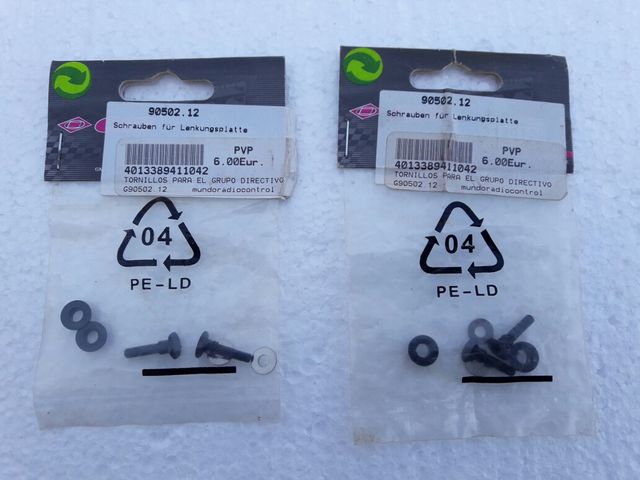 90502.12
Schrauben für Lenkungsplatte
PVP
6.00Eur.
4013389411042
TORNILLOS PARA EL GRUPO DIRECTIVO
G90502.12 mundoradiocontrol
04
PE-LD
90502.12
Schrauben für Lenkungsplatte
PVP
6.00Eur.
4013389411042
TORNILLOS PARA EL GRUPO DIRECTIVO
G90502.12 mundoradiocontrol
04
PE-LD